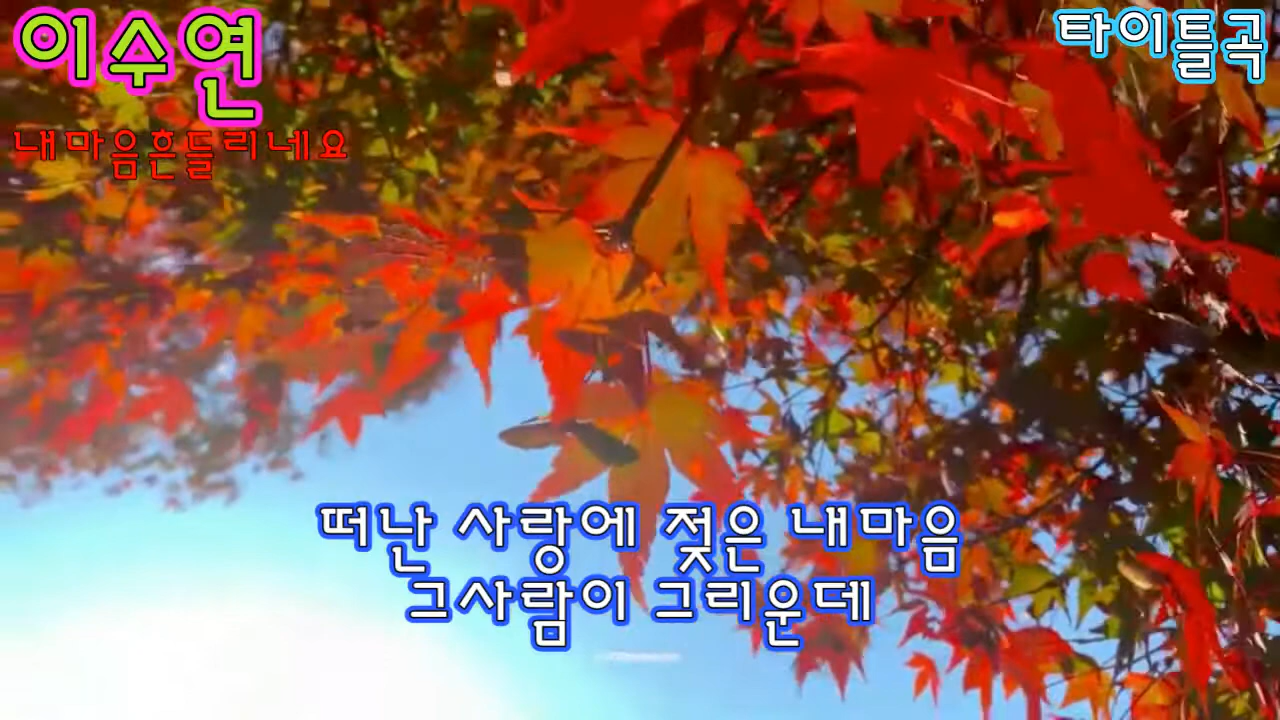 이수연
타이틀곡
내마음흔들리네요
떠난 사랑에 젖은 내마음
그사람이 그리운데